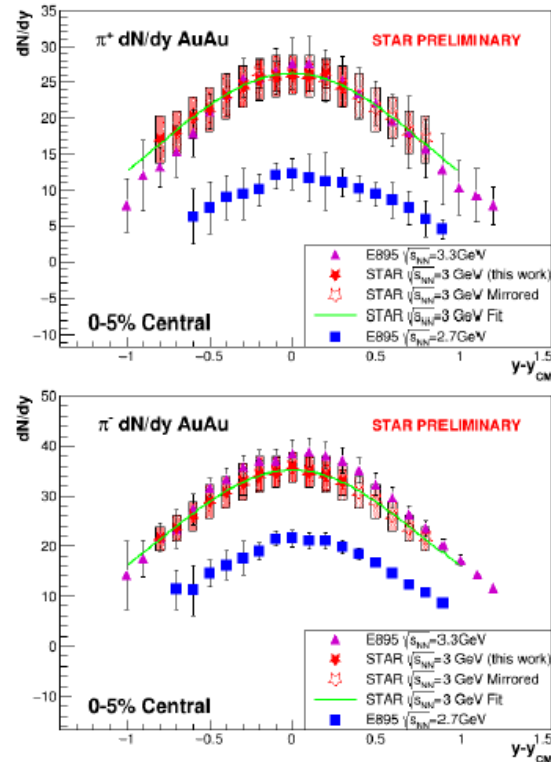 dN/dy
35
30
25
20
15
10
5
0
−5
−10
π⁺ dN/dy AuAu
STAR PRELIMINARY
E895 √sNN=3.3GeV
STAR √sNN=3 GeV (this work)
STAR √sNN=3 GeV Mirrored
STAR √sNN=3 GeV Fit
E895 √sNN=2.7GeV
0-5% Central
−1 −0.5 0 0.5 1 1.5
y-yCM
dN/dy
50
40
30
20
10
0
−10
π⁻ dN/dy AuAu
STAR PRELIMINARY
E895 √sNN=3.3GeV
STAR √sNN=3 GeV (this work)
STAR √sNN=3 GeV Mirrored
STAR √sNN=3 GeV Fit
E895 √sNN=2.7GeV
0-5% Central
−1 −0.5 0 0.5 1 1.5
y-yCM